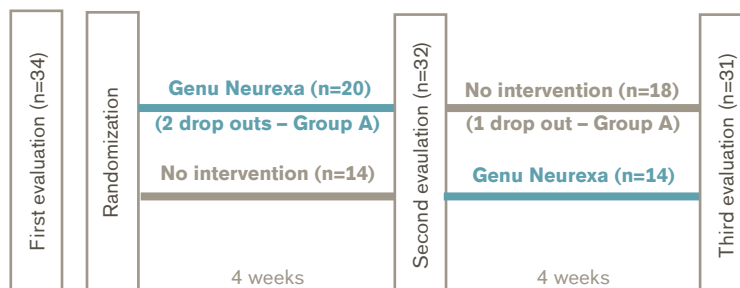 First evaluation (n=34)
Randomization
Genu Neurexa (n=20)
(2 drop outs – Group A)
No intervention (n=14)
4 weeks
Second evaulation (n=32)
No intervention (n=18)
(1 drop out – Group A)
Genu Neurexa (n=14)
4 weeks
Third evaluation (n=31)